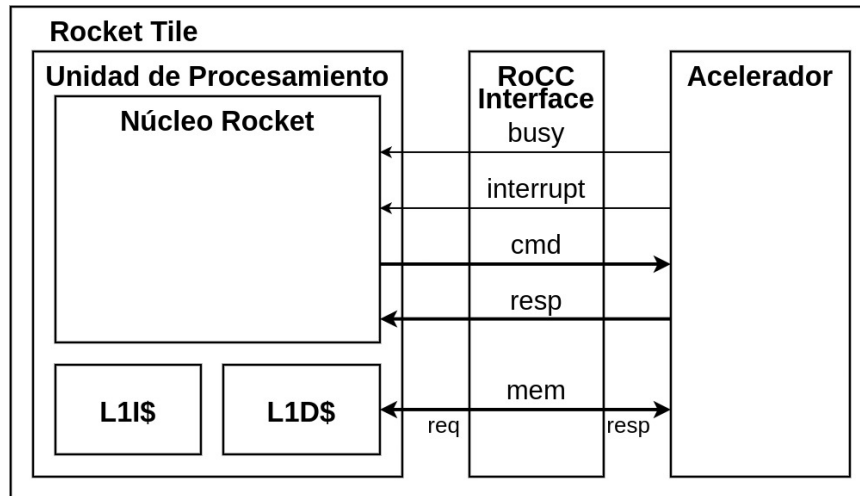 Rocket Tile
Unidad de Procesamiento
Núcleo Rocket
L1I$
L1D$
RoCC
Interface
busy
interrupt
cmd
resp
mem
req
resp
Acelerador